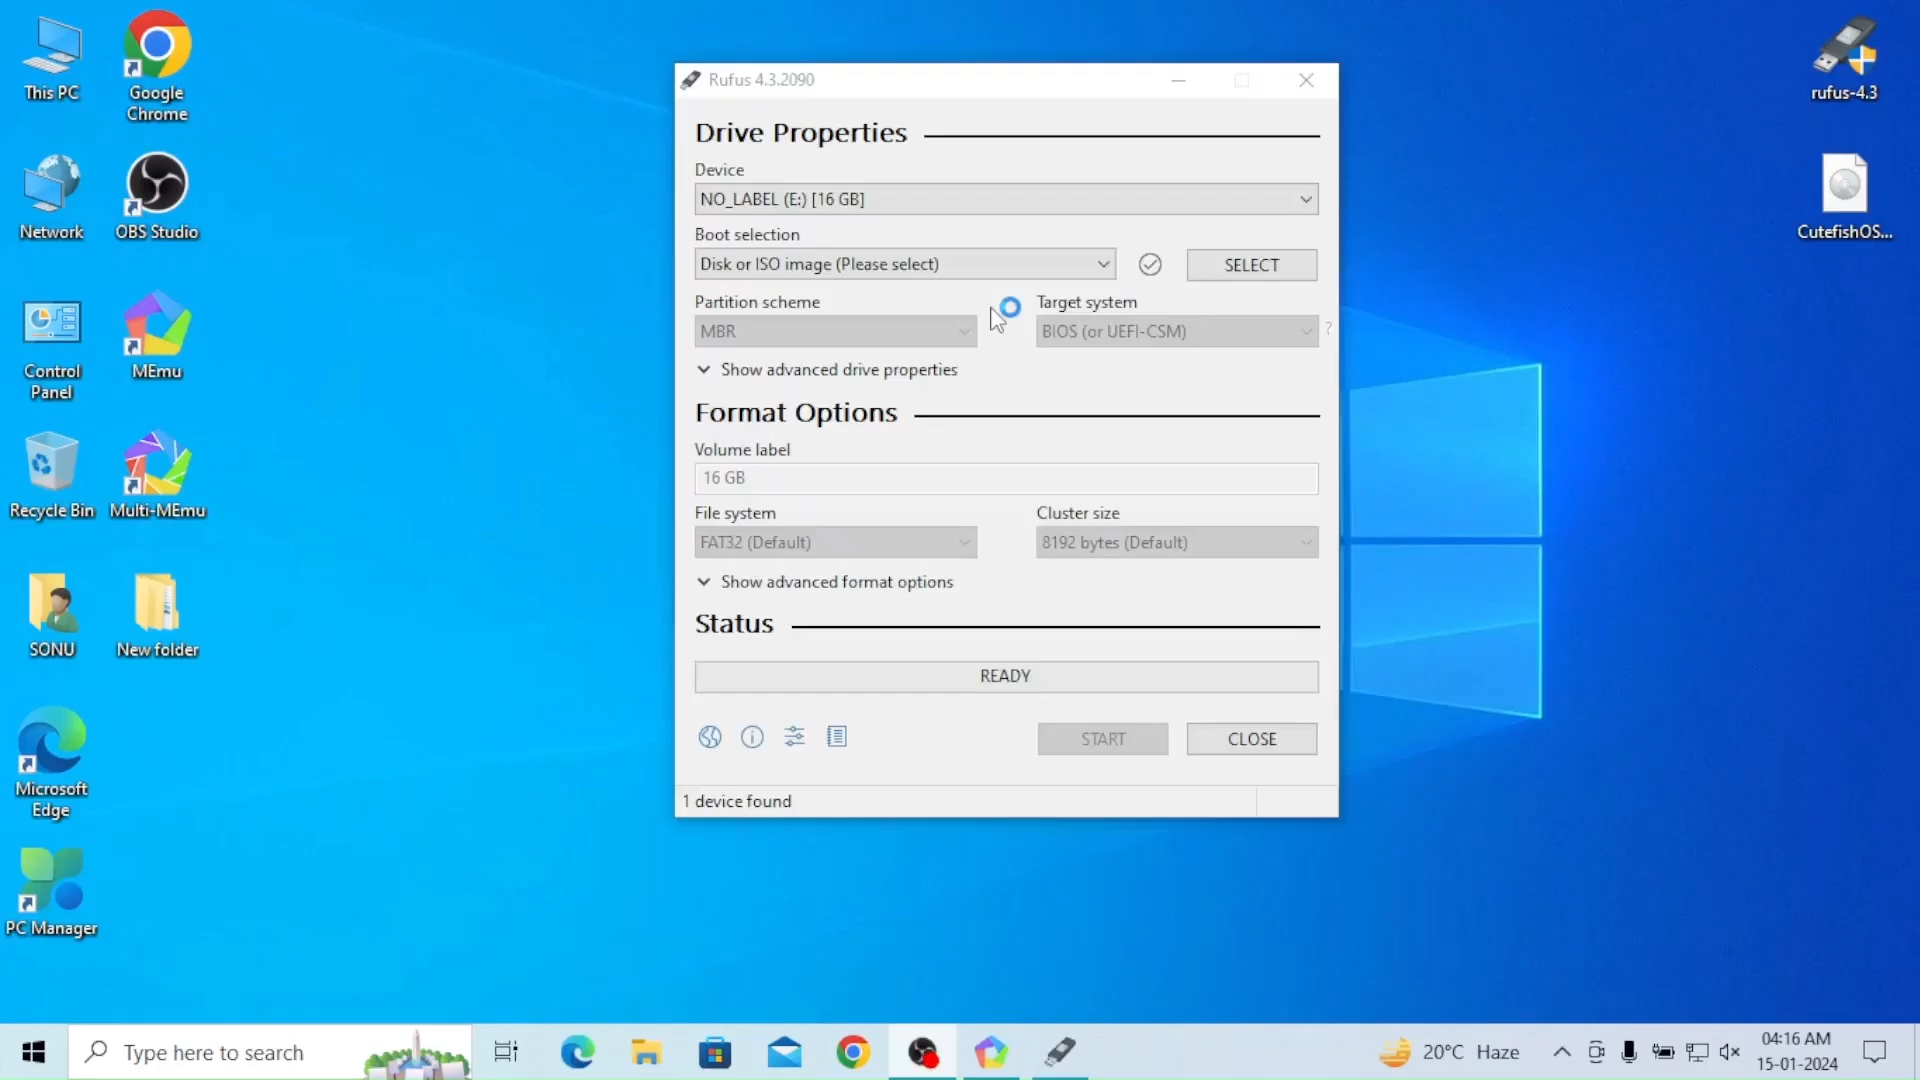 This PC
Google
Chrome
Network
OBS Studio
Control
Panel
MEmu
Recycle Bin
Multi-MEmu
SONU
New folder
Microsoft
Edge
PC Manager
rufus-4.3
CutefishOS...
Rufus 4.3.2090
Drive Properties
Device
NO_LABEL (E:) [16 GB]
Boot selection
Disk or ISO image (Please select)
SELECT
Partition scheme
Target system
MBR
BIOS (or UEFI-CSM)
?
Show advanced drive properties
Format Options
Volume label
16 GB
File system
Cluster size
FAT32 (Default)
8192 bytes (Default)
Show advanced format options
Status
READY
START
CLOSE
1 device found
Type here to search
20°C Haze
04:16 AM
15-01-2024